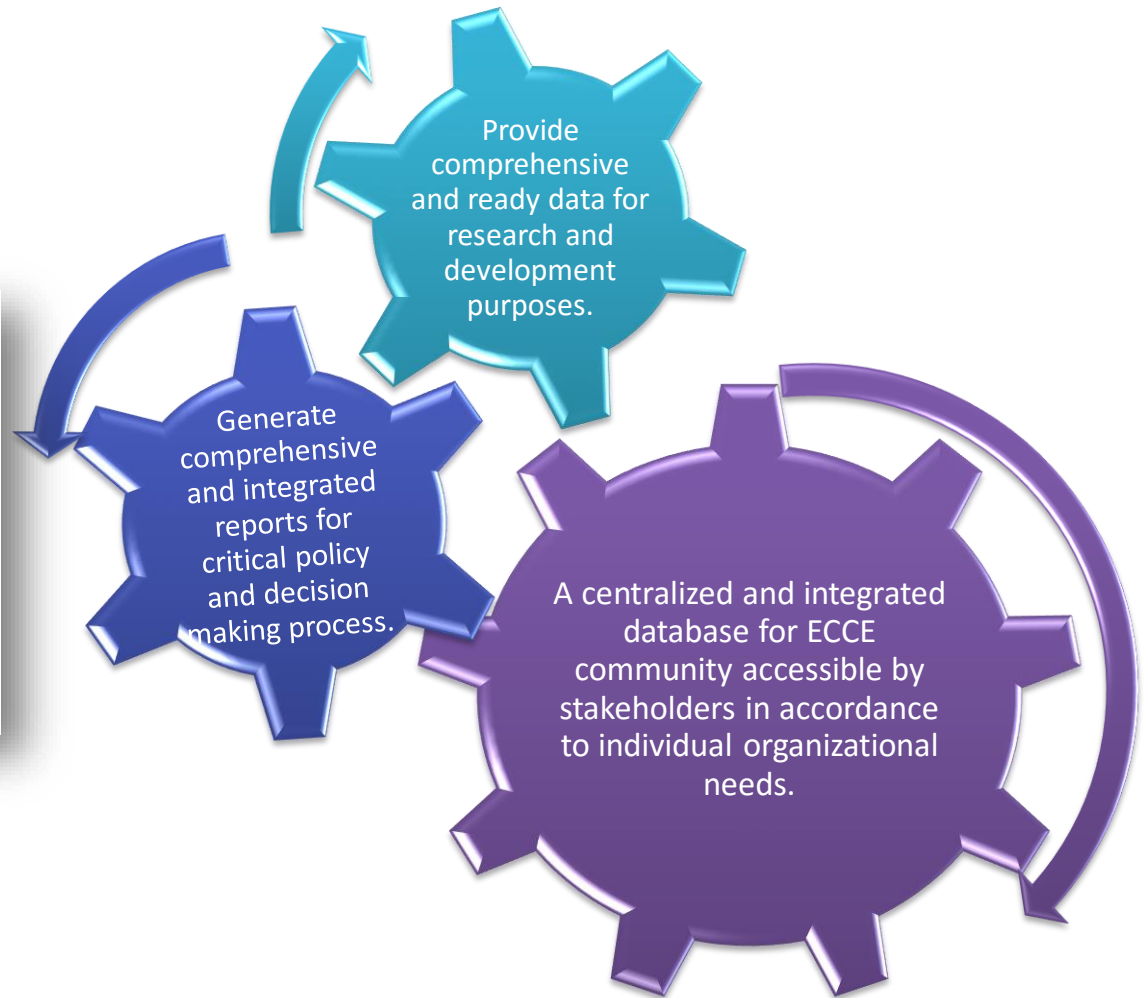 Provide
comprehensive
and ready data for
research and
development
purposes.
Generate
comprehensive
and integrated
reports for
critical policy
and decision
making process.
A centralized and integrated
database for ECCE
community accessible by
stakeholders in accordance
to individual organizational
needs.